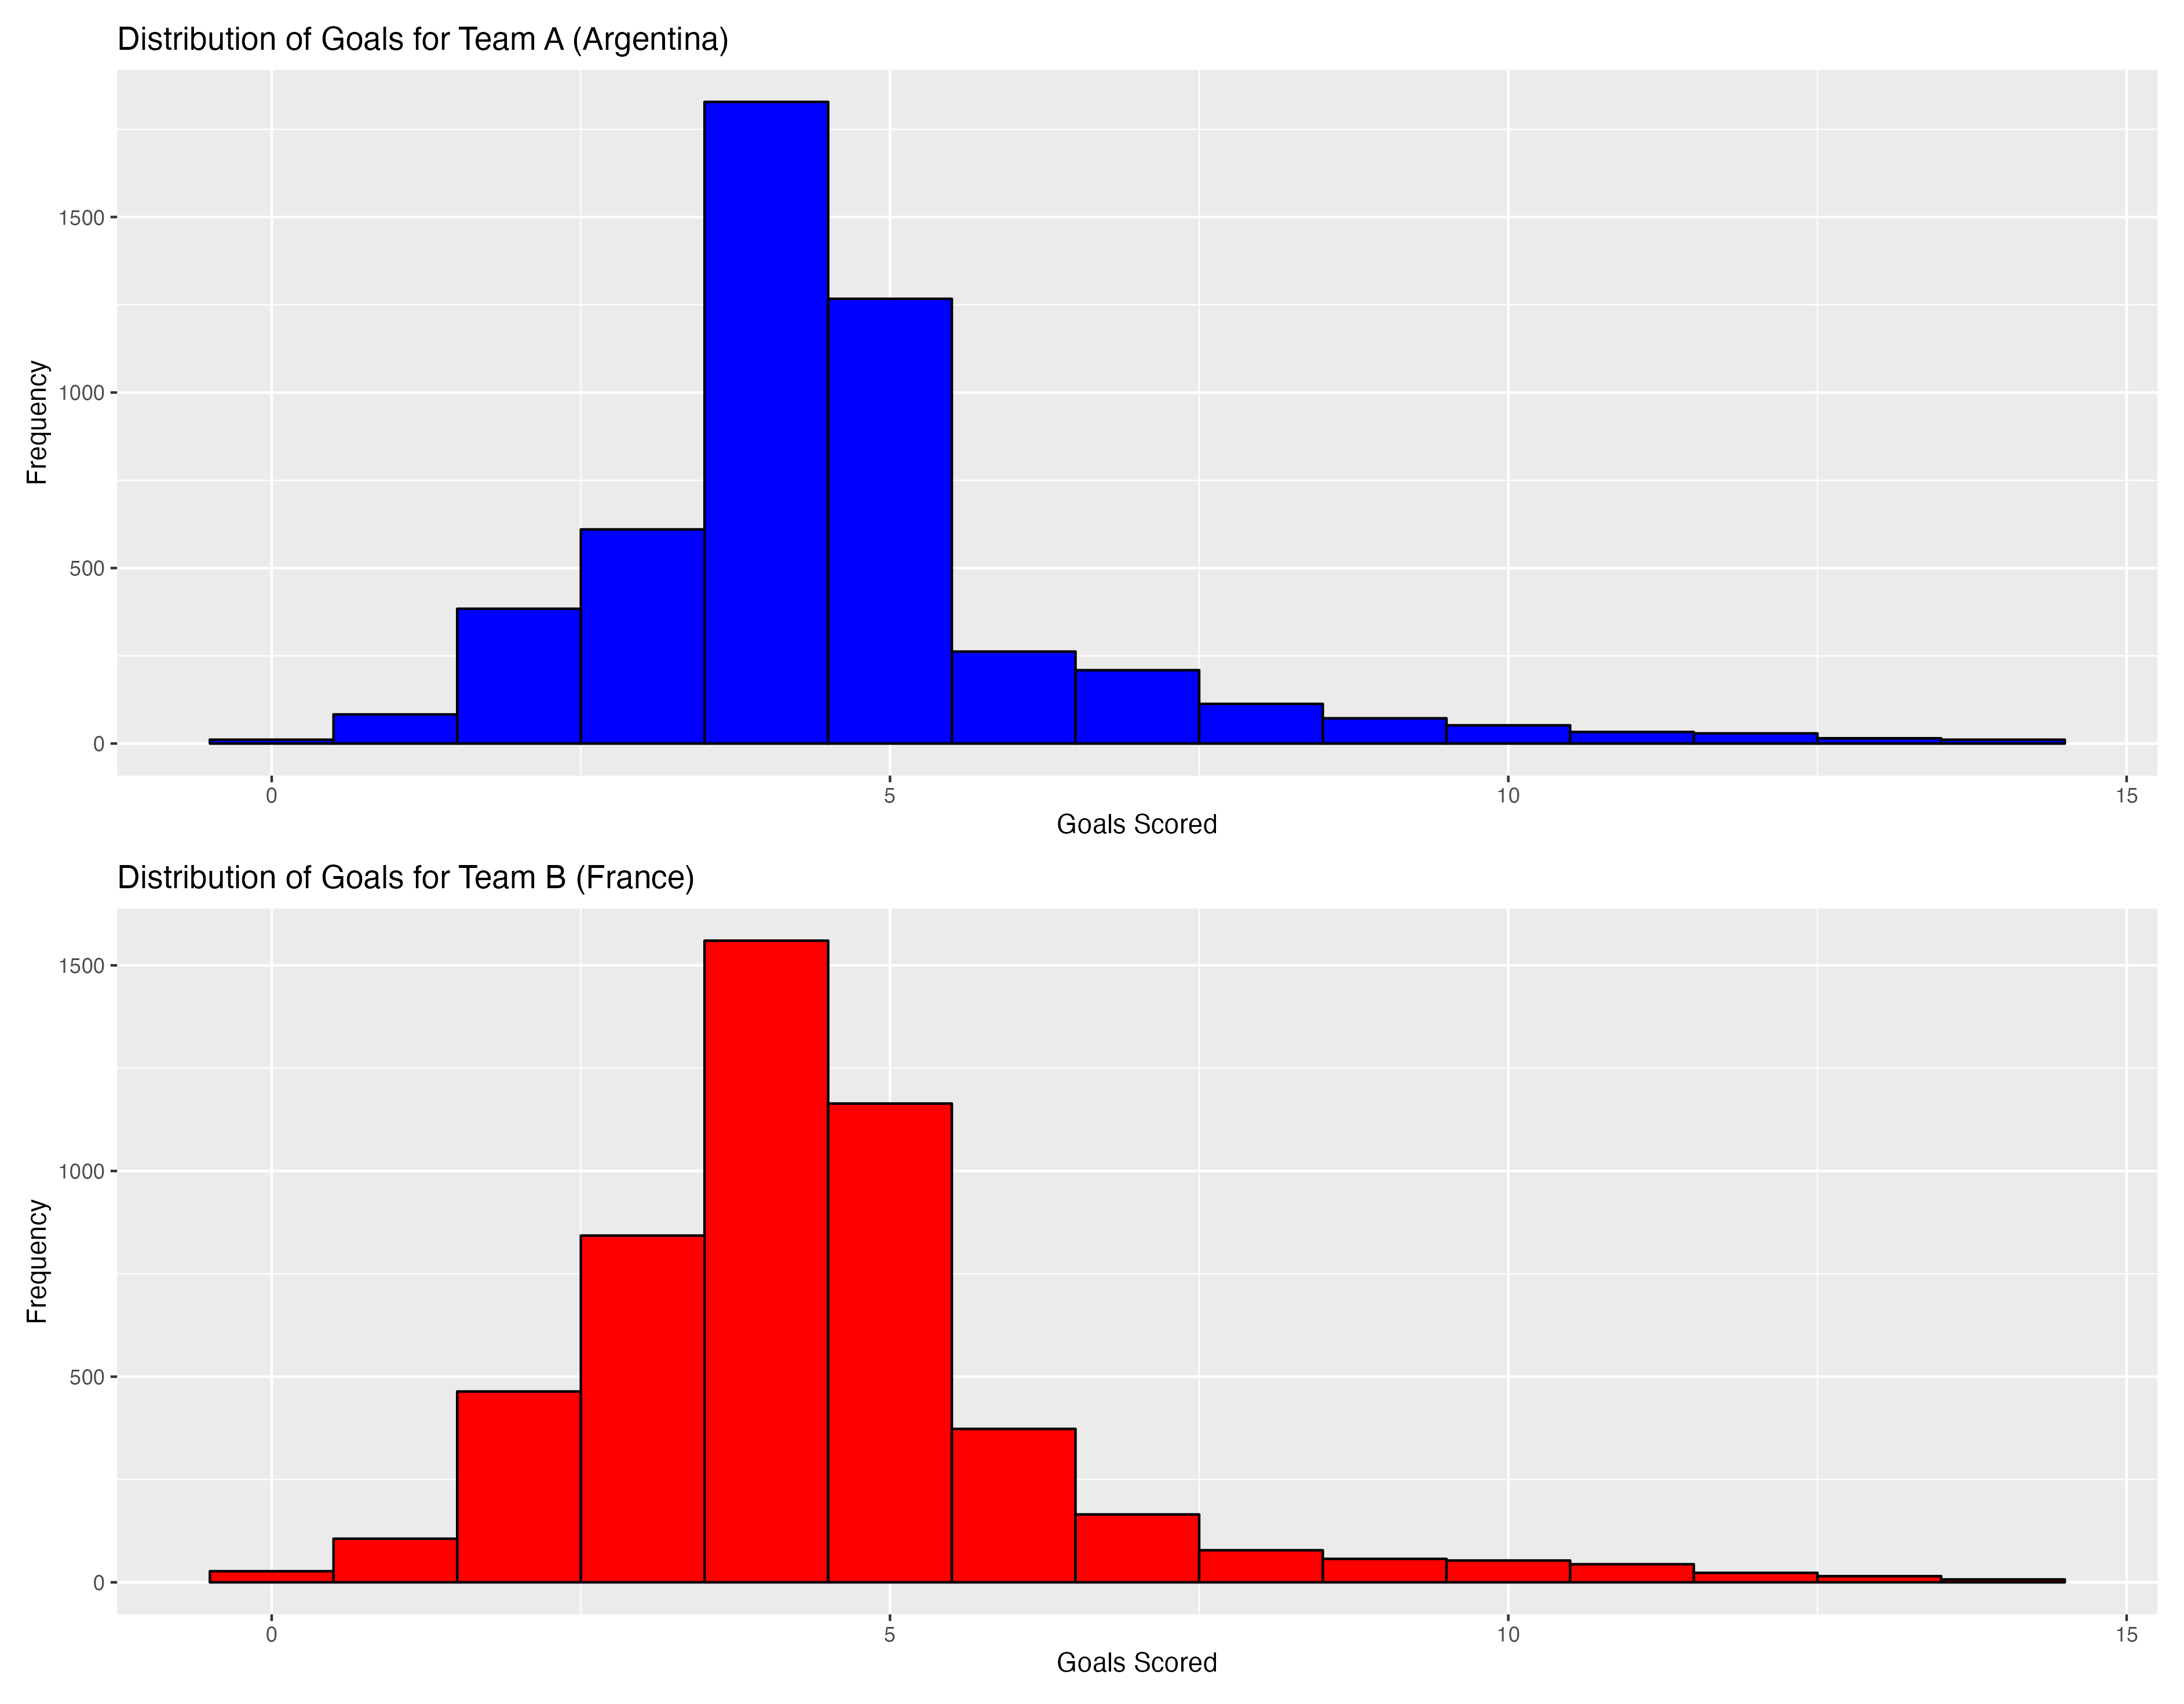 Distribution of Goals for Team A (Argentina)
Frequency
1500
1000
500
0
0 5 10 15
Goals Scored
Distribution of Goals for Team B (France)
Frequency
1500
1000
500
0
0 5 10 15
Goals Scored